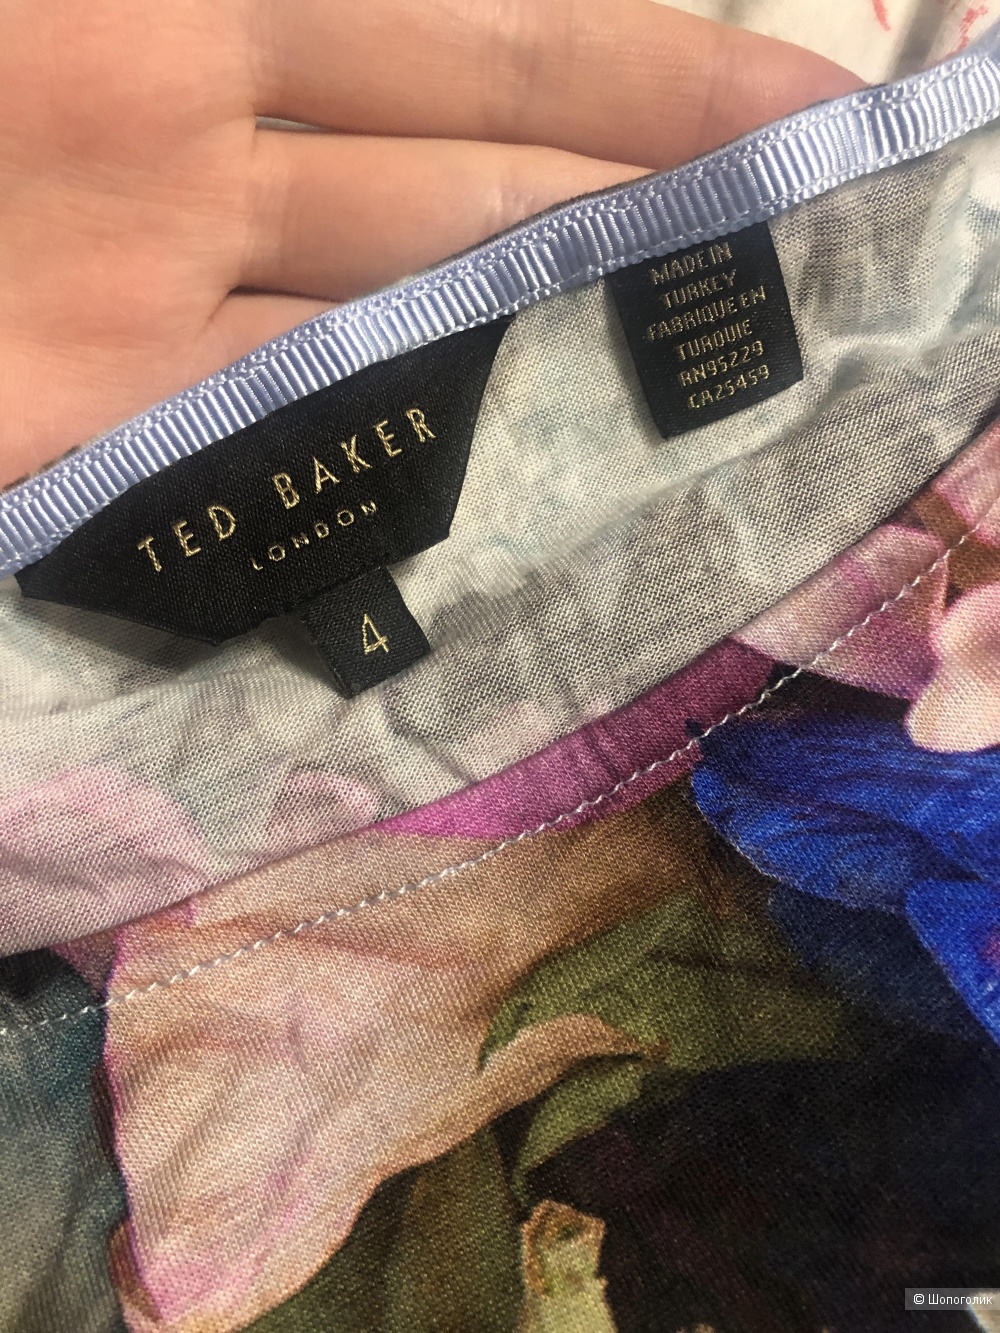 MADE IN
TURKEY
FABRIQUE EN
TURQUIE
RN95229
CA25459
TED BAKER
LONDON
4
© Шопоголик